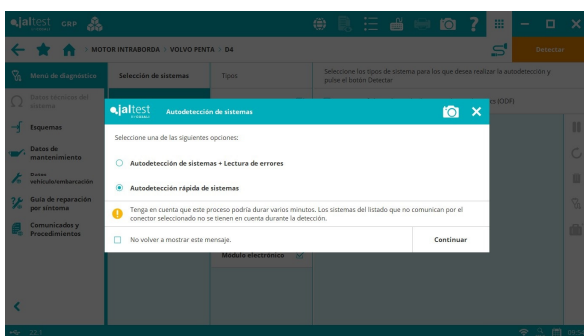 jaltest GRP
MOTOR INTRABORDA | VOLVO PENTA | D4
Detectar
Menú de diagnóstico
Selección de sistemas
Tipos
Seleccione los tipos de sistema para los que desea realizar la autodetección y
pulse el botón Detectar
Datos técnicos del
sistema
Esquemas
Datos de
mantenimiento
vehículo/embarcación
Guía de reparación
por síntoma
Comunicados y
Procedimientos
jaltest
Autodetección de sistemas
Seleccione una de las siguientes opciones:
Autodetección de sistemas + Lectura de errores
Autodetección rápida de sistemas
Tenga en cuenta que este proceso podría durar varios minutos. Los sistemas del listado que no comunican por el
conector seleccionado no se tienen en cuenta durante la detección.
No volver a mostrar este mensaje.
Continuar
Módulo electrónico
22.1